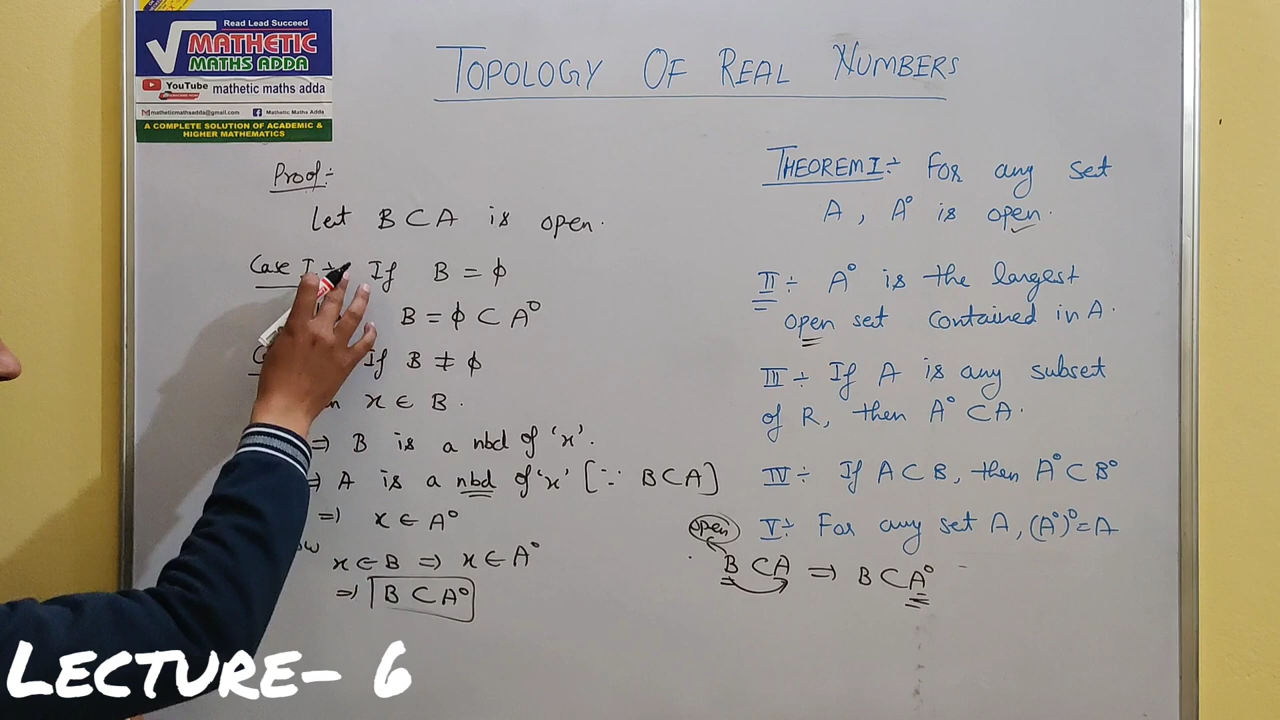 Read Lead Succeed
MATHETIC
MATHS ADDA
YouTube mathetic maths adda
matheticmathsadda@gmail.com Mathetic Maths Adda
A COMPLETE SOLUTION OF ACADEMIC &
HIGHER MATHEMATICS
TOPOLOGY OF REAL NUMBERS
Proof:-
Let B ⊂ A is open.
Case I ÷ If B = ϕ
B = ϕ ⊂ A°
If B ≠ ϕ
x ∈ B.
⇒ B is a nbd of 'x'.
⇒ A is a nbd of 'x' [∵ B⊂A]
⇒ x ∈ A°
x ∈ B ⇒ x ∈ A°
⇒ B ⊂ A°
THEOREM I ÷ For any set
A, A° is open.
II ÷ A° is the largest
open set contained in A.
III ÷ If A is any subset
of R, then A° ⊂ A.
IV ÷ If A ⊂ B, then A° ⊂ B°
V ÷ For any set A, (A°)° = A
open
B ⊂ A ⇒ B ⊂ A°
LECTURE- 6